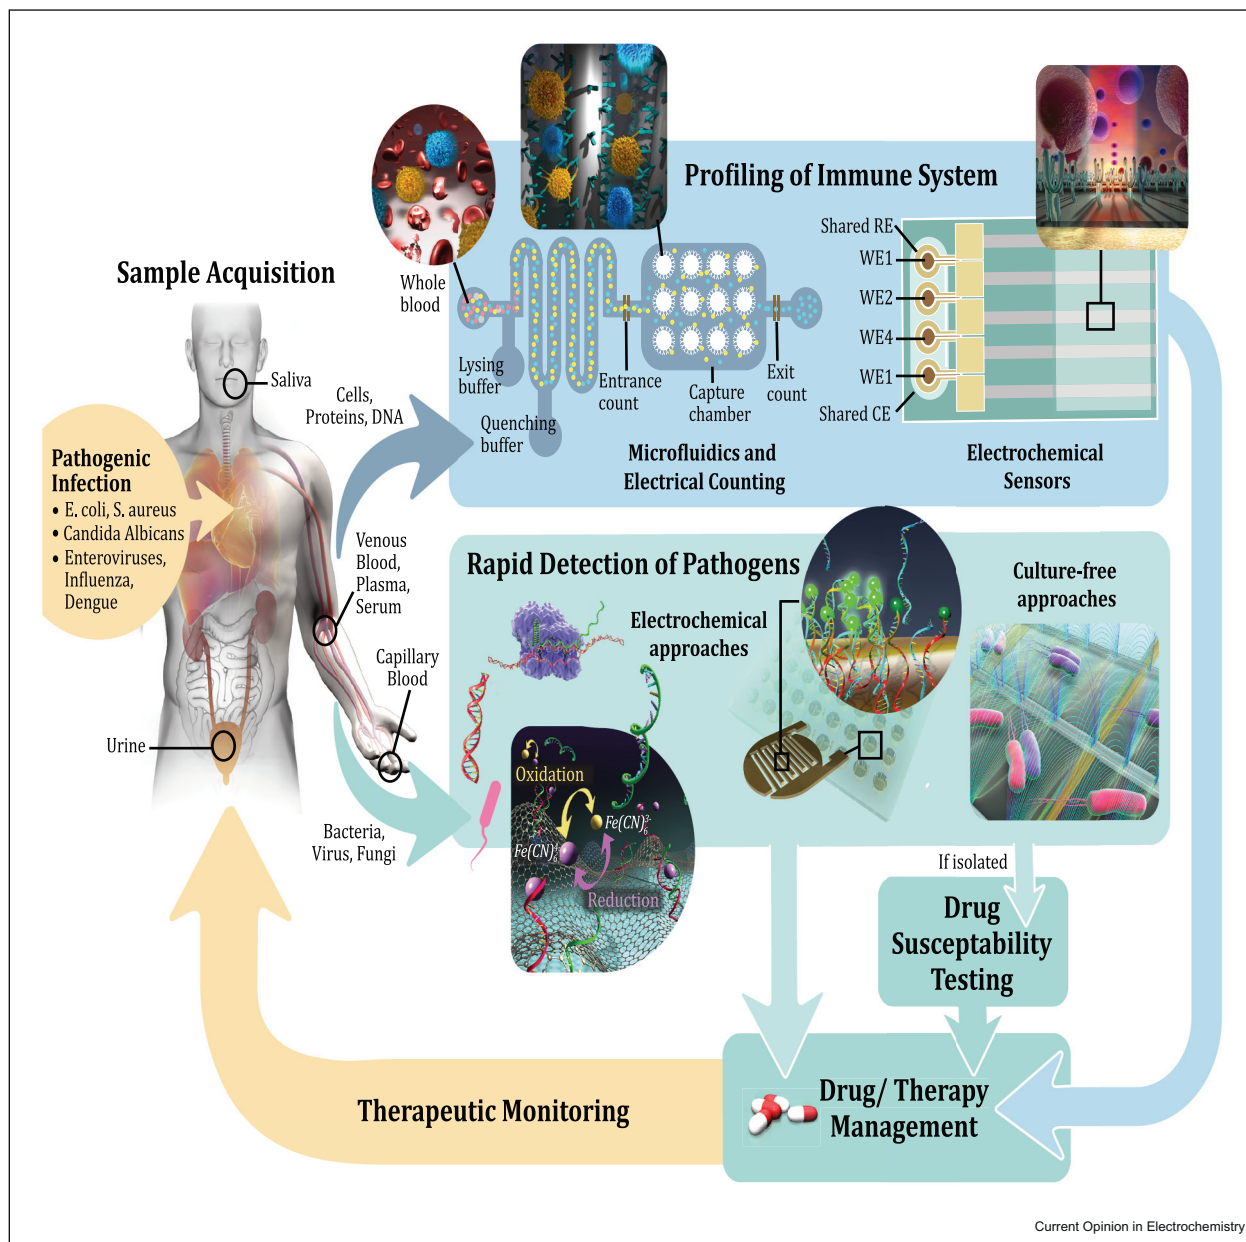 Profiling of Immune System
Sample Acquisition
Whole
blood
Lysing
buffer
Quenching
buffer
Entrance
count
Capture
chamber
Exit
count
Microfluidics and
Electrical Counting
Shared RE
WE1
WE2
WE4
WE1
Shared CE
Electrochemical
Sensors
Saliva
Cells,
Proteins, DNA
Pathogenic
Infection
• E. coli, S. aureus
• Candida Albicans
• Enteroviruses,
Influenza,
Dengue
Venous
Blood,
Plasma,
Serum
Capillary
Blood
Urine
Bacteria,
Virus, Fungi
Rapid Detection of Pathogens
Electrochemical
approaches
Culture-free
approaches
Oxidation
Fe(CN)₆³⁻
Fe(CN)₆⁴⁻
Reduction
If isolated
Drug
Susceptability
Testing
Drug/ Therapy
Management
Therapeutic Monitoring
Current Opinion in Electrochemistry